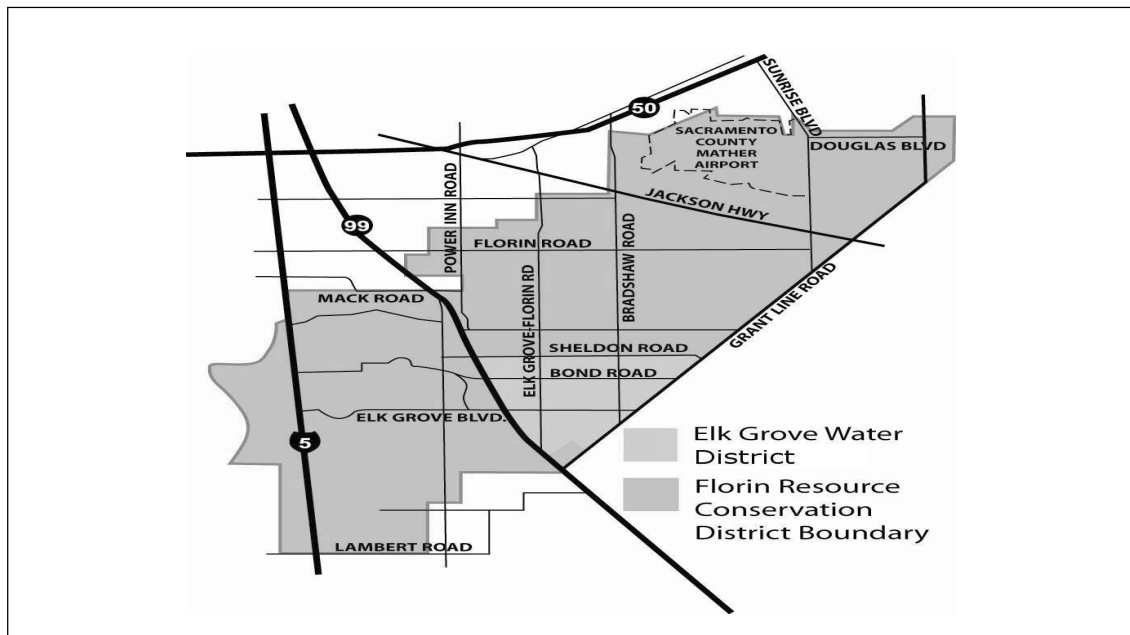 50
SUNRISE BLVD
SACRAMENTO
COUNTY
MATHER
AIRPORT
DOUGLAS BLVD
JACKSON HWY
99
POWER INN ROAD
FLORIN ROAD
BRADSHAW ROAD
MACK ROAD
ELK GROVE-FLORIN RD
GRANT LINE ROAD
SHELDON ROAD
BOND ROAD
ELK GROVE BLVD.
5
Elk Grove Water
District
Florin Resource
Conservation
District Boundary
LAMBERT ROAD